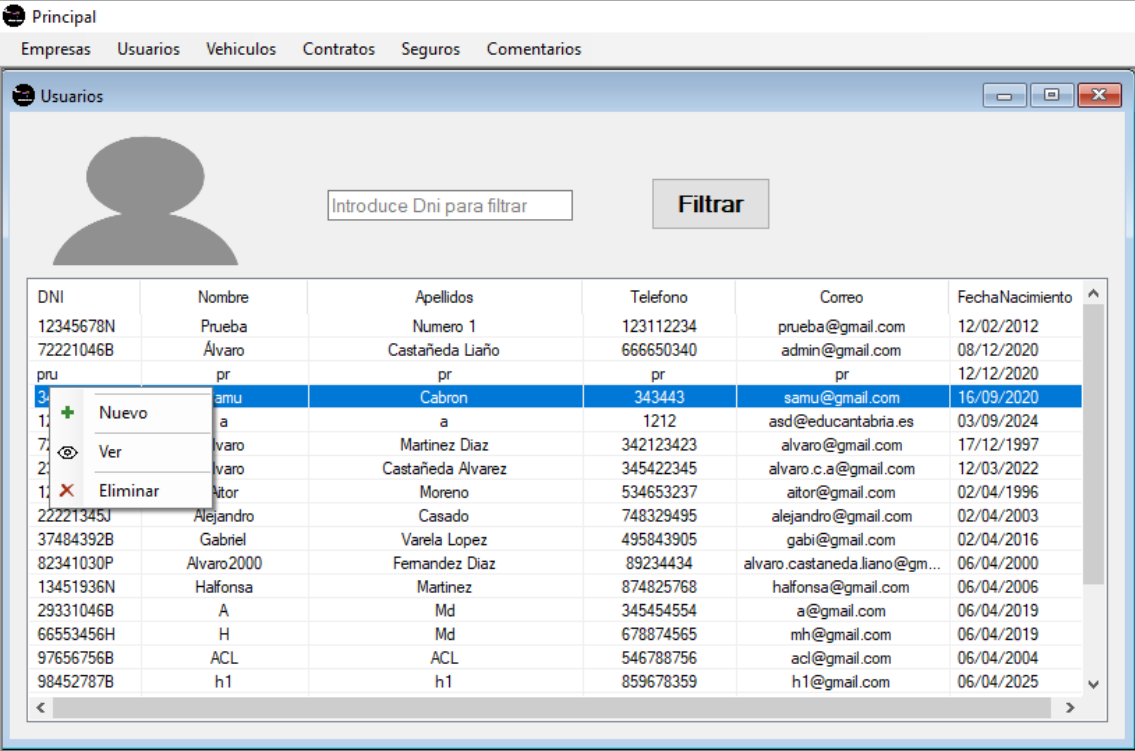 Principal
Empresas Usuarios Vehiculos Contratos Seguros Comentarios
Usuarios
Introduce Dni para filtrar Filtrar
DNI Nombre Apellidos Telefono Correo FechaNacimiento
12345678N Prueba Numero 1 123112234 prueba@gmail.com 12/02/2012
72221046B Álvaro Castañeda Liaño 666650340 admin@gmail.com 08/12/2020
pru pr pr pr pr 12/12/2020
Cabron 343443 samu@gmail.com 16/09/2020
Nuevo
a a 1212 asd@educantabria.es 03/09/2024
Martinez Diaz 342123423 alvaro@gmail.com 17/12/1997
Ver
Castañeda Alvarez 345422345 alvaro.c.a@gmail.com 12/03/2022
Eliminar
Aitor Moreno 534653237 aitor@gmail.com 02/04/1996
22221345J Alejandro Casado 748329495 alejandro@gmail.com 02/04/2003
37484392B Gabriel Varela Lopez 495843905 gabi@gmail.com 02/04/2016
82341030P Alvaro2000 Fernandez Diaz 89234434 alvaro.castaneda.liano@gm... 06/04/2000
13451936N Halfonsa Martinez 874825768 halfonsa@gmail.com 06/04/2006
29331046B A Md 345454554 a@gmail.com 06/04/2019
66553456H H Md 678874565 mh@gmail.com 06/04/2019
97656756B ACL ACL 546788756 acl@gmail.com 06/04/2004
98452787B h1 h1 859678359 h1@gmail.com 06/04/2025